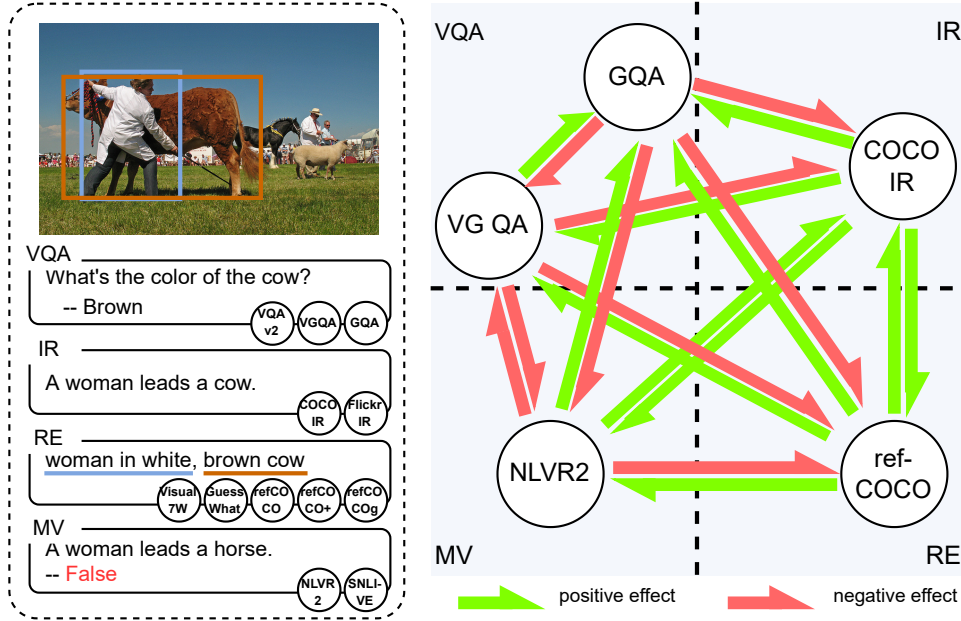 VQA
What's the color of the cow?
-- Brown
VQA
v2
VGQA
GQA
IR
A woman leads a cow.
COCO
IR
Flickr
IR
RE
woman in white, brown cow
Visual
7W
Guess
What
refCO
CO
refCO
CO+
refCO
COg
MV
A woman leads a horse.
-- False
NLVR
2
SNLI-
VE
VQA
IR
GQA
COCO
IR
VG QA
NLVR2
ref-
COCO
MV
RE
positive effect
negative effect